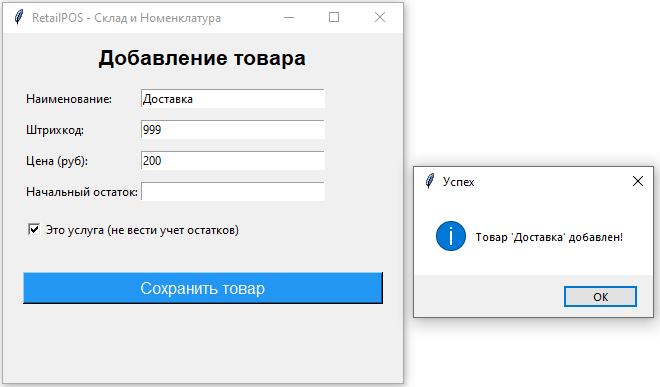 RetailPOS - Склад и Номенклатура
Добавление товара
Наименование: Доставка
Штрихкод: 999
Цена (руб): 200
Начальный остаток:
Это услуга (не вести учет остатков)
Сохранить товар
Успех
Товар 'Доставка' добавлен!
OK